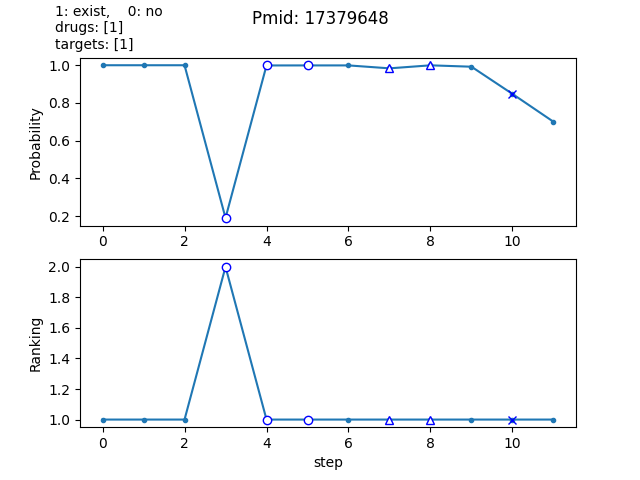 1: exist,    0: no
drugs: [1]
targets: [1]
Pmid: 17379648
Probability
1.0
0.8
0.6
0.4
0.2
0 2 4 6 8 10
Ranking
2.0
1.8
1.6
1.4
1.2
1.0
0 2 4 6 8 10
step